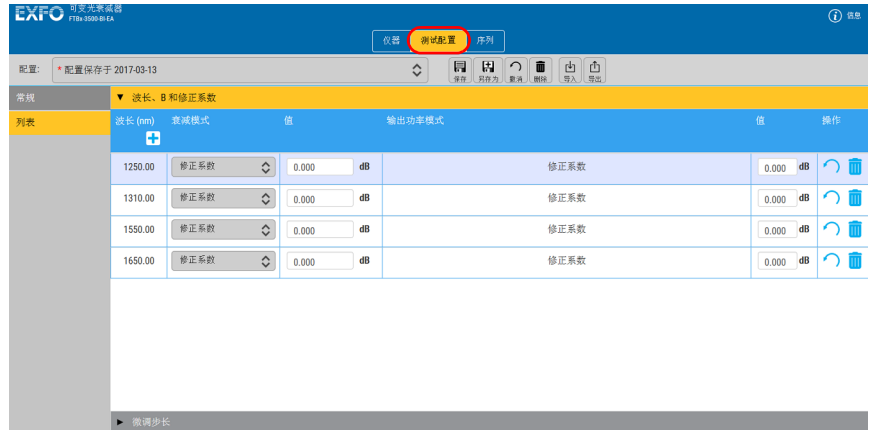 EXFO 可变光衰减器
FTBx-3500-BI-EA
信息
仪器 测试配置 序列
配置: * 配置保存于 2017-03-13
保存 另存为 取消 删除 导入 导出
常规
列表
▼ 波长、B 和修正系数
波长 (nm) 衰减模式 值 输出功率模式 值 操作
1250.00 修正系数 0.000 dB 修正系数 0.000 dB
1310.00 修正系数 0.000 dB 修正系数 0.000 dB
1550.00 修正系数 0.000 dB 修正系数 0.000 dB
1650.00 修正系数 0.000 dB 修正系数 0.000 dB
► 微调步长